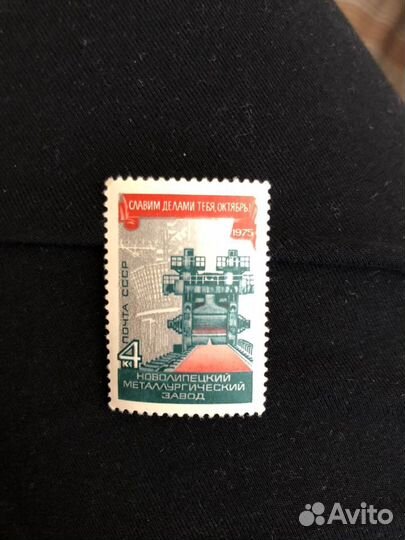 СЛАВИМ ДЕЛАМИ ТЕБЯ, ОКТЯБРЬ!
1975
ПОЧТА СССР
4 к
НОВОЛИПЕЦКИЙ
МЕТАЛЛУРГИЧЕСКИЙ
ЗАВОД
Avito